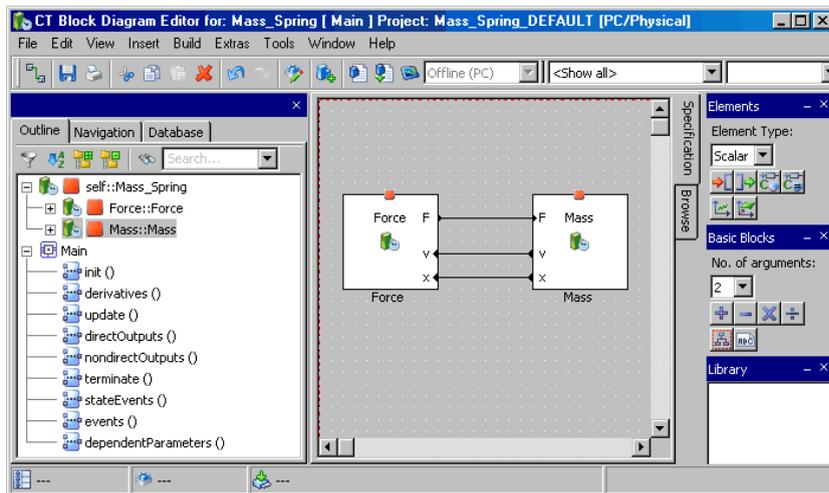 CT Block Diagram Editor for: Mass_Spring [ Main ] Project: Mass_Spring_DEFAULT [PC/Physical]
File Edit View Insert Build Extras Tools Window Help
Offline (PC) <Show all>
Outline Navigation Database
Search...
self::Mass_Spring
Force::Force
Mass::Mass
Main
init ()
derivatives ()
update ()
directOutputs ()
nondirectOutputs ()
terminate ()
stateEvents ()
events ()
dependentParameters ()
Force F
v
x
Force
F Mass
v
x
Mass
Specification
Browse
Elements
Element Type:
Scalar
Basic Blocks
No. of arguments:
2
ABC
Library
--- --- ---